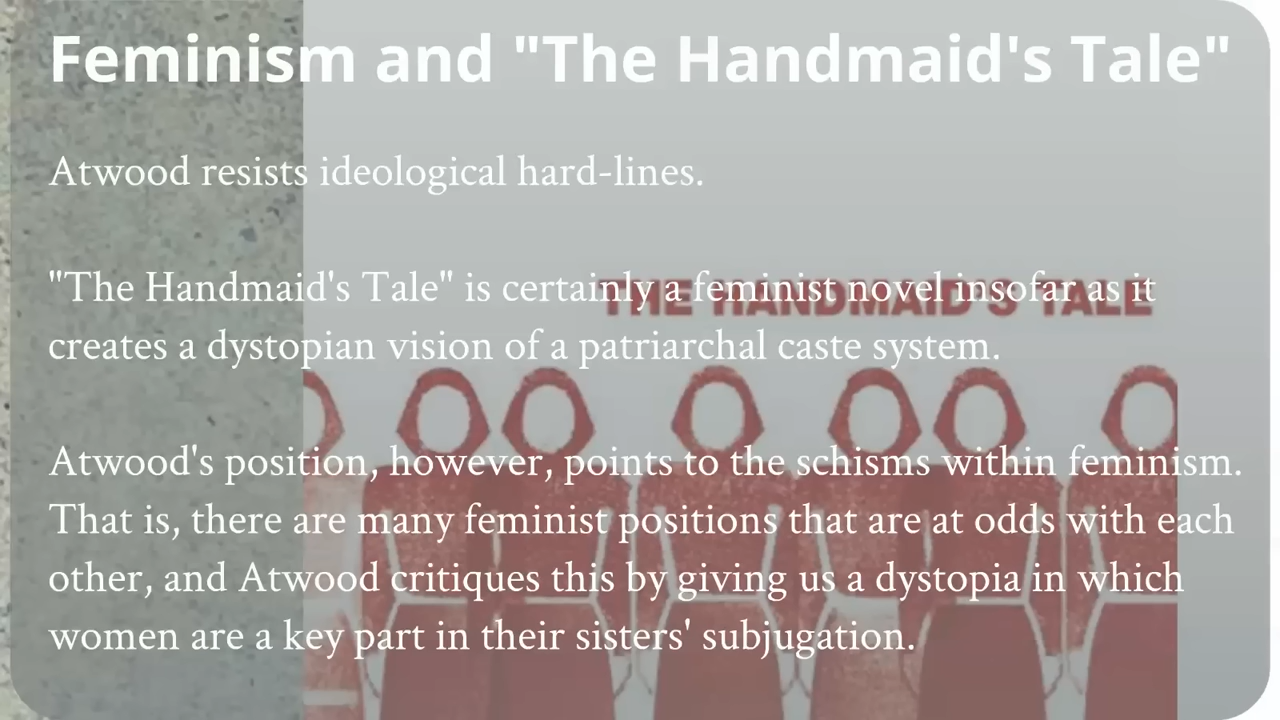 Feminism and "The Handmaid's Tale"
Atwood resists ideological hard-lines.
"The Handmaid's Tale" is certainly a feminist novel insofar as it
THE HANDMAID'S TALE
creates a dystopian vision of a patriarchal caste system.
Atwood's position, however, points to the schisms within feminism.
That is, there are many feminist positions that are at odds with each
other, and Atwood critiques this by giving us a dystopia in which
women are a key part in their sisters' subjugation.